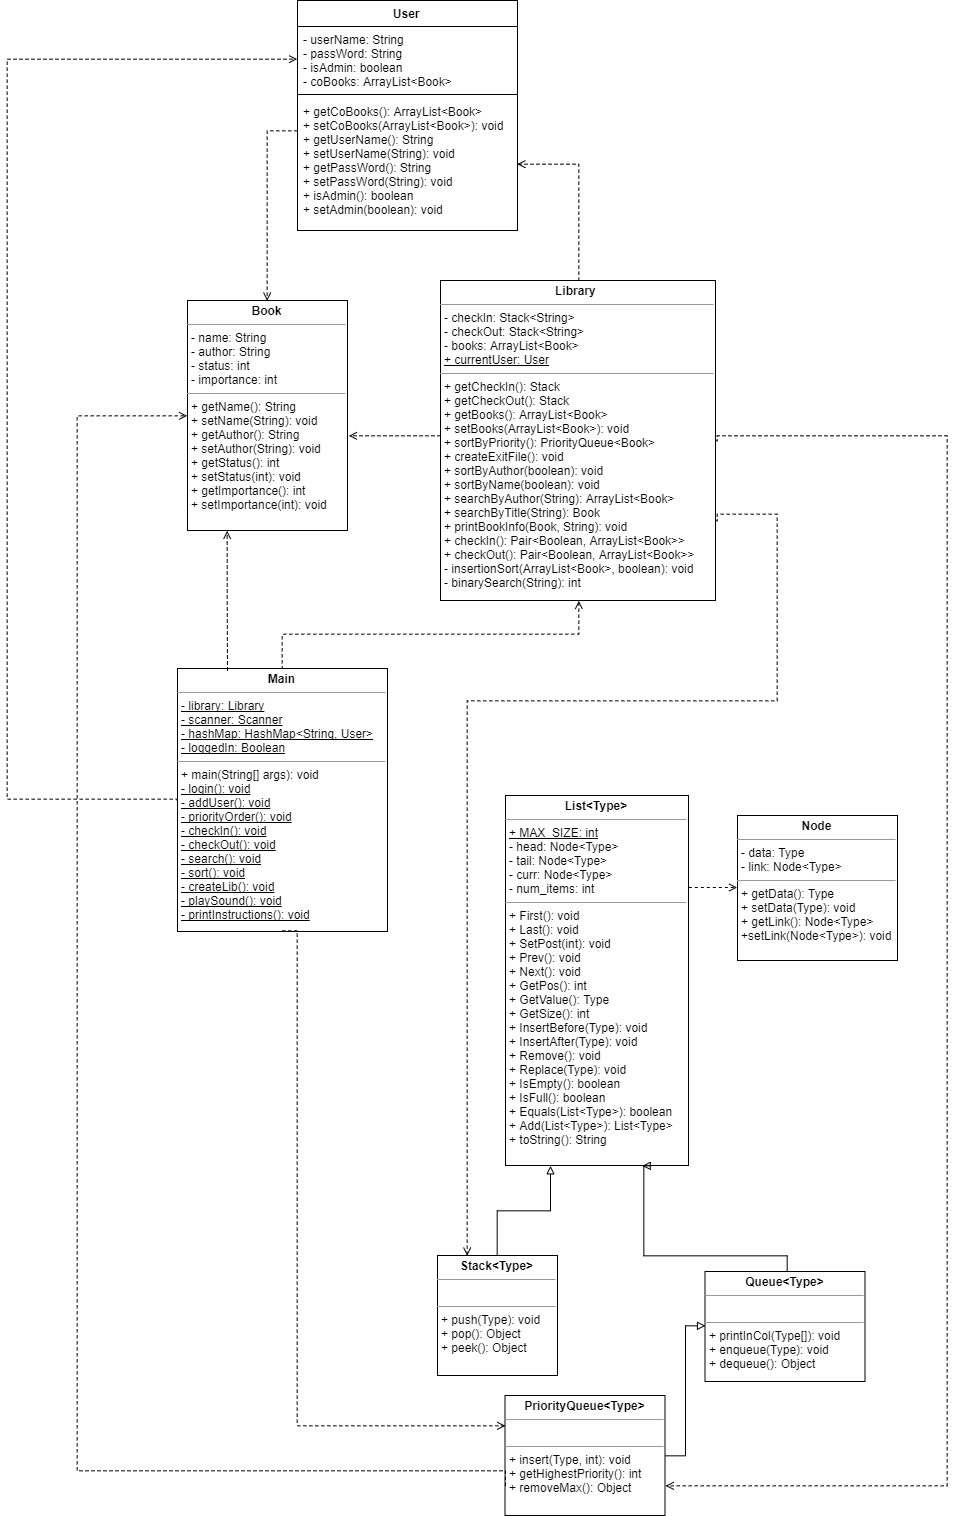 User
- userName: String
- passWord: String
- isAdmin: boolean
- coBooks: ArrayList<Book>
+ getCoBooks(): ArrayList<Book>
+ setCoBooks(ArrayList<Book>): void
+ getUserName(): String
+ setUserName(String): void
+ getPassWord(): String
+ setPassWord(String): void
+ isAdmin(): boolean
+ setAdmin(boolean): void
Library
- checkIn: Stack<String>
- checkOut: Stack<String>
- books: ArrayList<Book>
+ currentUser: User
+ getCheckIn(): Stack
+ getCheckOut(): Stack
+ getBooks(): ArrayList<Book>
+ setBooks(ArrayList<Book>): void
+ sortByPriority(): PriorityQueue<Book>
+ createExitFile(): void
+ sortByAuthor(boolean): void
+ sortByName(boolean): void
+ searchByAuthor(String): ArrayList<Book>
+ searchByTitle(String): Book
+ printBookInfo(Book, String): void
+ checkIn(): Pair<Boolean, ArrayList<Book>>
+ checkOut(): Pair<Boolean, ArrayList<Book>>
- insertionSort(ArrayList<Book>, boolean): void
- binarySearch(String): int
Book
- name: String
- author: String
- status: int
- importance: int
+ getName(): String
+ setName(String): void
+ getAuthor(): String
+ setAuthor(String): void
+ getStatus(): int
+ setStatus(int): void
+ getImportance(): int
+ setImportance(int): void
Main
- library: Library
- scanner: Scanner
- hashMap: HashMap<String, User>
- loggedIn: Boolean
+ main(String[] args): void
- login(): void
- addUser(): void
- priorityOrder(): void
- checkIn(): void
- checkOut(): void
- search(): void
- sort(): void
- createLib(): void
- playSound(): void
- printInstructions(): void
List<Type>
+ MAX_SIZE: int
- head: Node<Type>
- tail: Node<Type>
- curr: Node<Type>
- num_items: int
+ First(): void
+ Last(): void
+ SetPost(int): void
+ Prev(): void
+ Next(): void
+ GetPos(): int
+ GetValue(): Type
+ GetSize(): int
+ InsertBefore(Type): void
+ InsertAfter(Type): void
+ Remove(): void
+ Replace(Type): void
+ IsEmpty(): boolean
+ IsFull(): boolean
+ Equals(List<Type>): boolean
+ Add(List<Type>): List<Type>
+ toString(): String
Node
- data: Type
- link: Node<Type>
+ getData(): Type
+ setData(Type): void
+ getLink(): Node<Type>
+setLink(Node<Type>): void
Stack<Type>
+ push(Type): void
+ pop(): Object
+ peek(): Object
Queue<Type>
+ printInCol(Type[]): void
+ enqueue(Type): void
+ dequeue(): Object
PriorityQueue<Type>
+ insert(Type, int): void
+ getHighestPriority(): int
+ removeMax(): Object